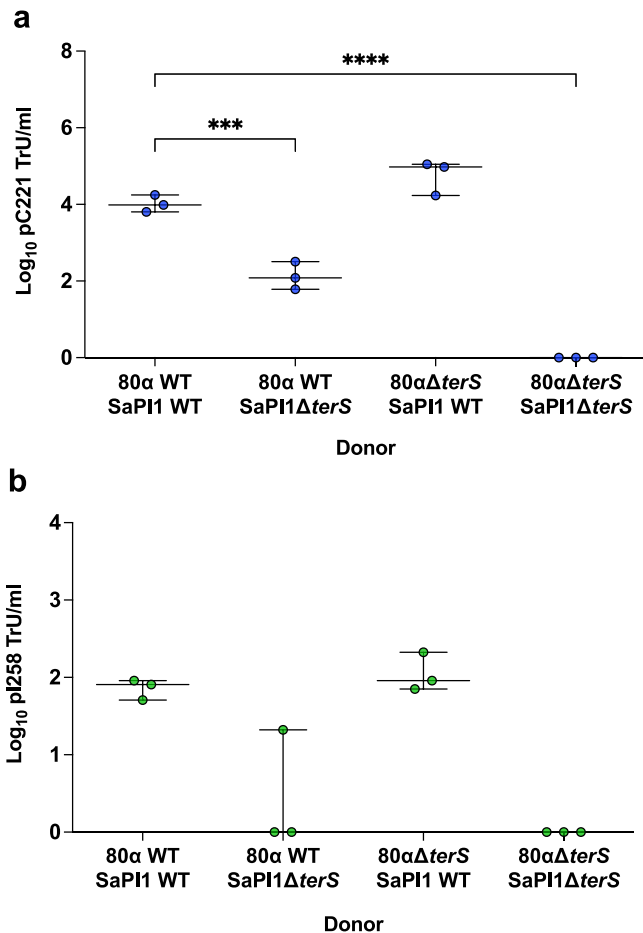 a
Log₁₀ pC221 TrU/ml
8
6
4
2
0
****
***
80α WT
SaPI1 WT
80α WT
SaPI1ΔterS
80αΔterS
SaPI1 WT
80αΔterS
SaPI1ΔterS
Donor
b
Log₁₀ pI258 TrU/ml
4
3
2
1
0
80α WT
SaPI1 WT
80α WT
SaPI1ΔterS
80αΔterS
SaPI1 WT
80αΔterS
SaPI1ΔterS
Donor